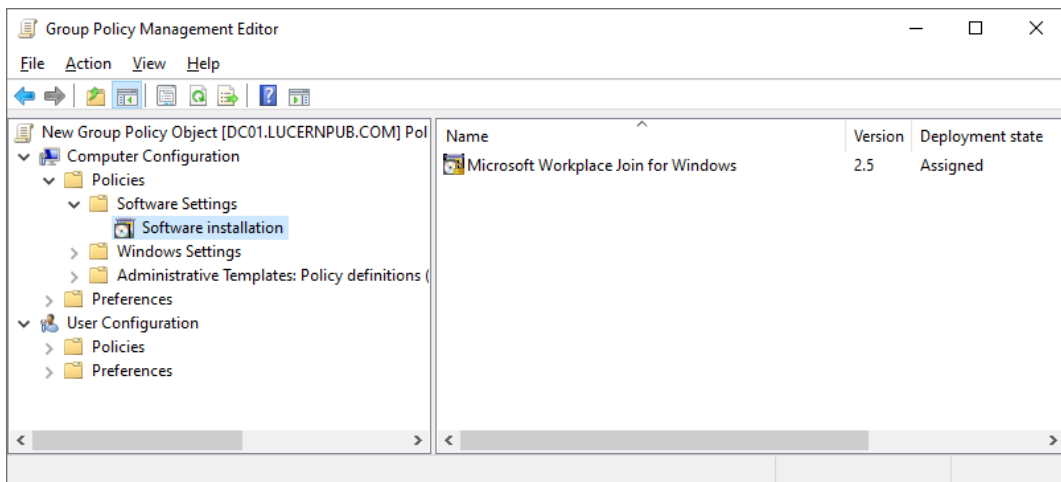 Group Policy Management Editor
File Action View Help
New Group Policy Object [DC01.LUCERNPUB.COM] Pol
Computer Configuration
Policies
Software Settings
Software installation
Windows Settings
Administrative Templates: Policy definitions (
Preferences
User Configuration
Policies
Preferences
Name Version Deployment state
Microsoft Workplace Join for Windows 2.5 Assigned